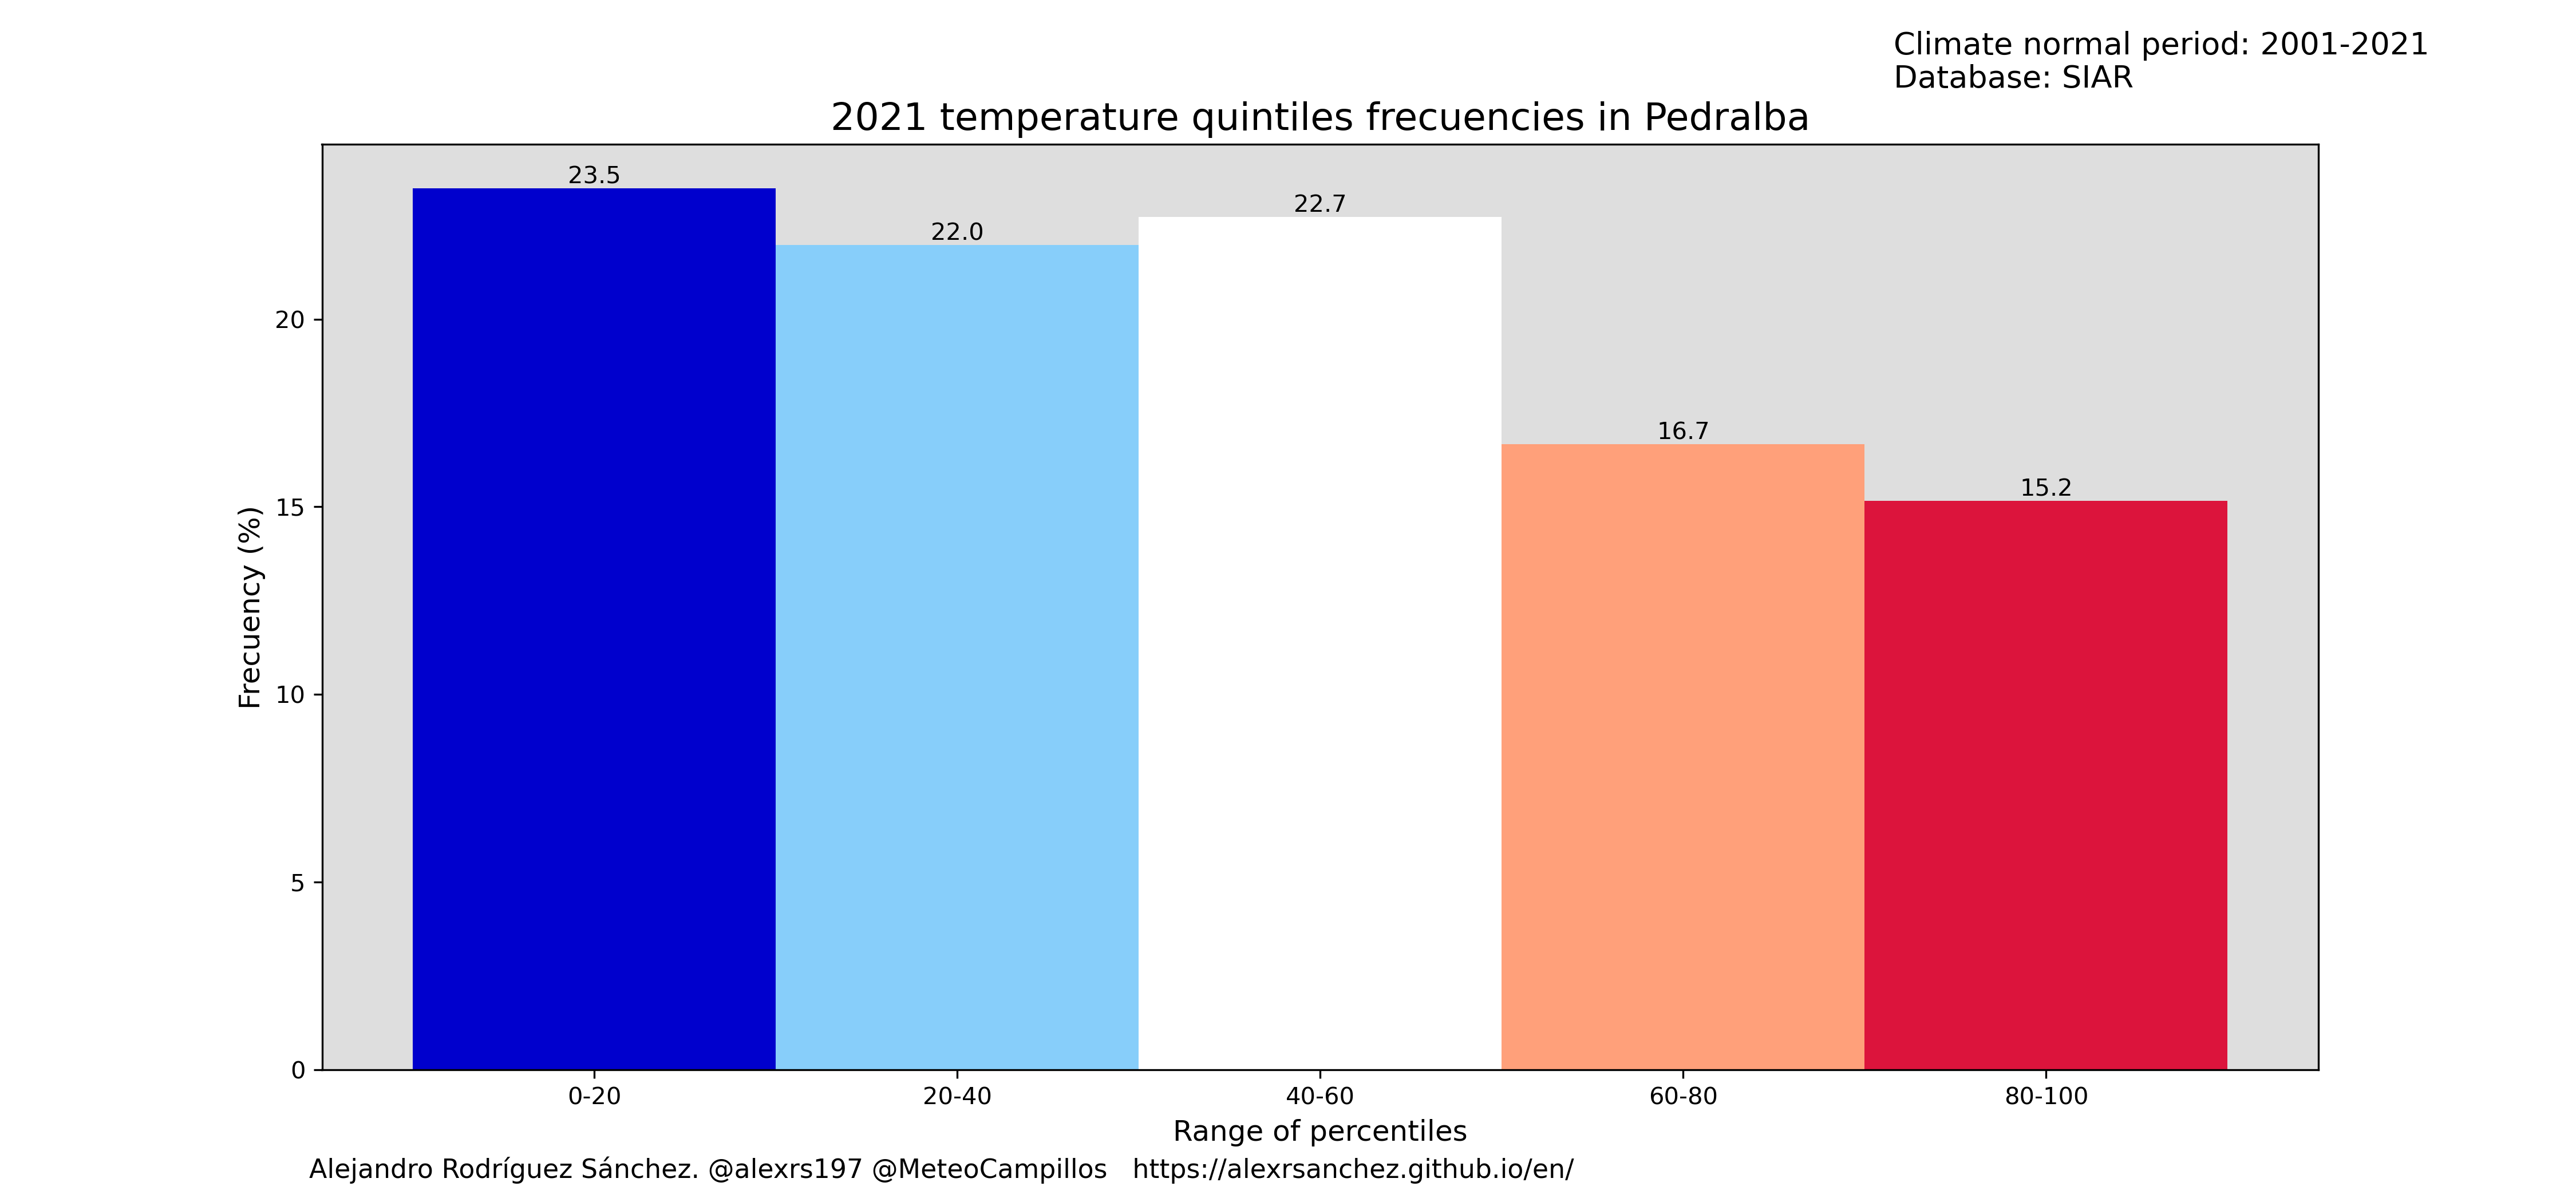 Climate normal period: 2001-2021
Database: SIAR
2021 temperature quintiles frecuencies in Pedralba
23.5
22.0
22.7
16.7
15.2
Frecuency (%)
20
15
10
5
0
0-20 20-40 40-60 60-80 80-100
Range of percentiles
Alejandro Rodríguez Sánchez. @alexrs197 @MeteoCampillos https://alexrsanchez.github.io/en/